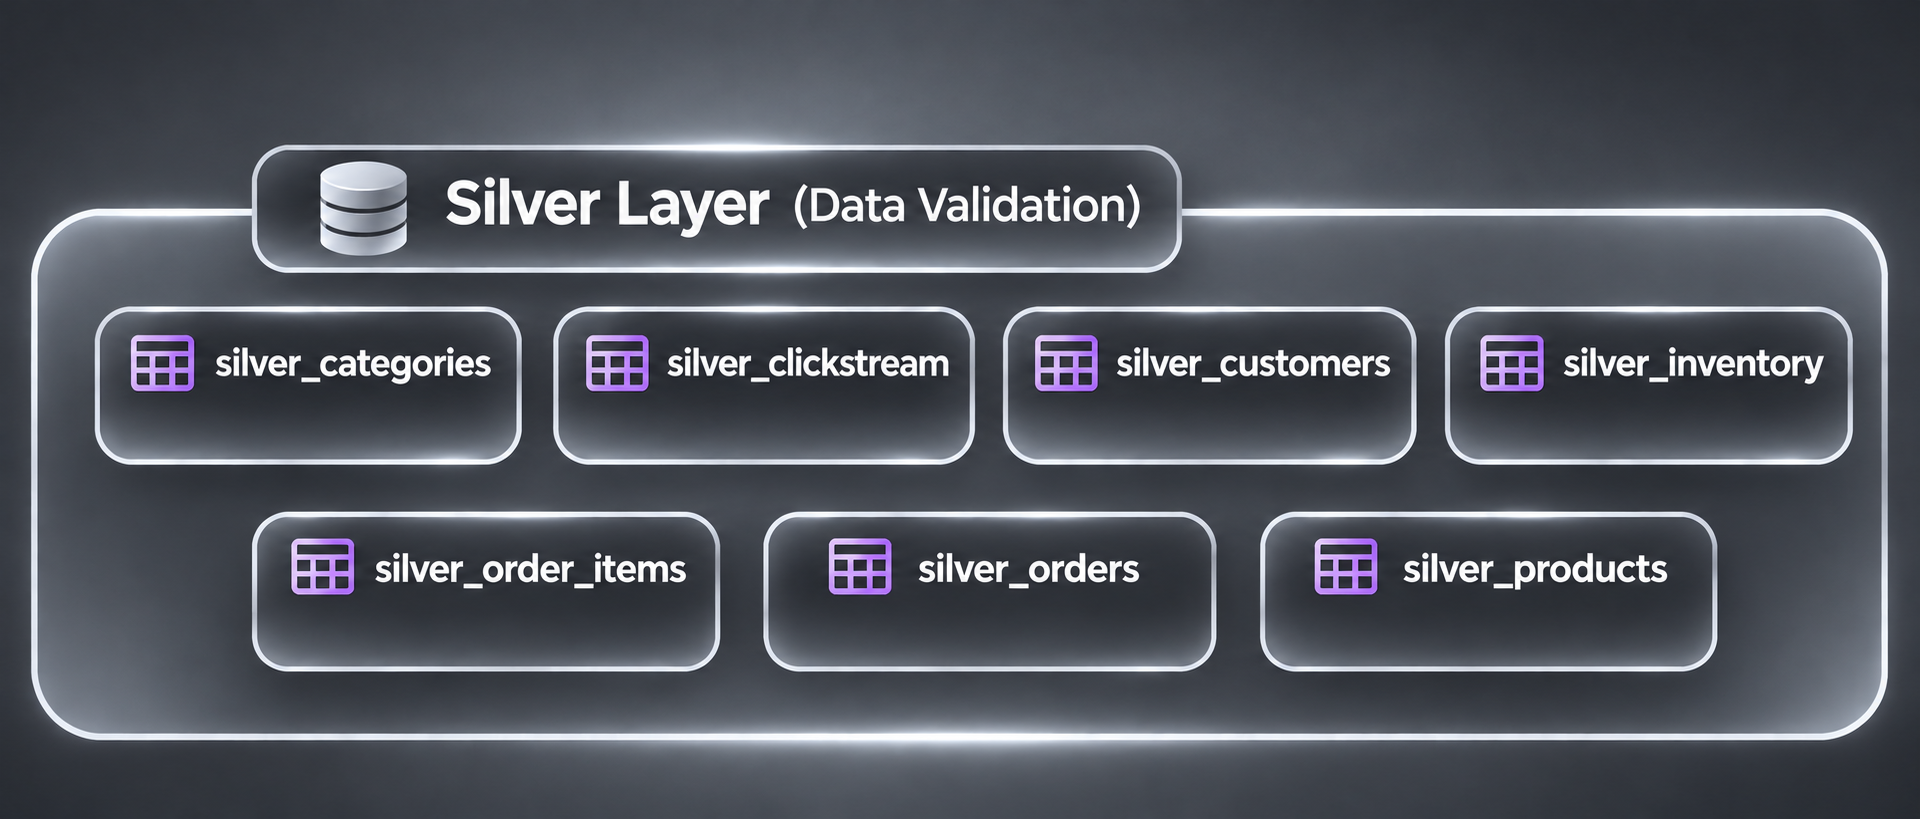 Silver Layer (Data Validation)
silver_categories
silver_clickstream
silver_customers
silver_inventory
silver_order_items
silver_orders
silver_products